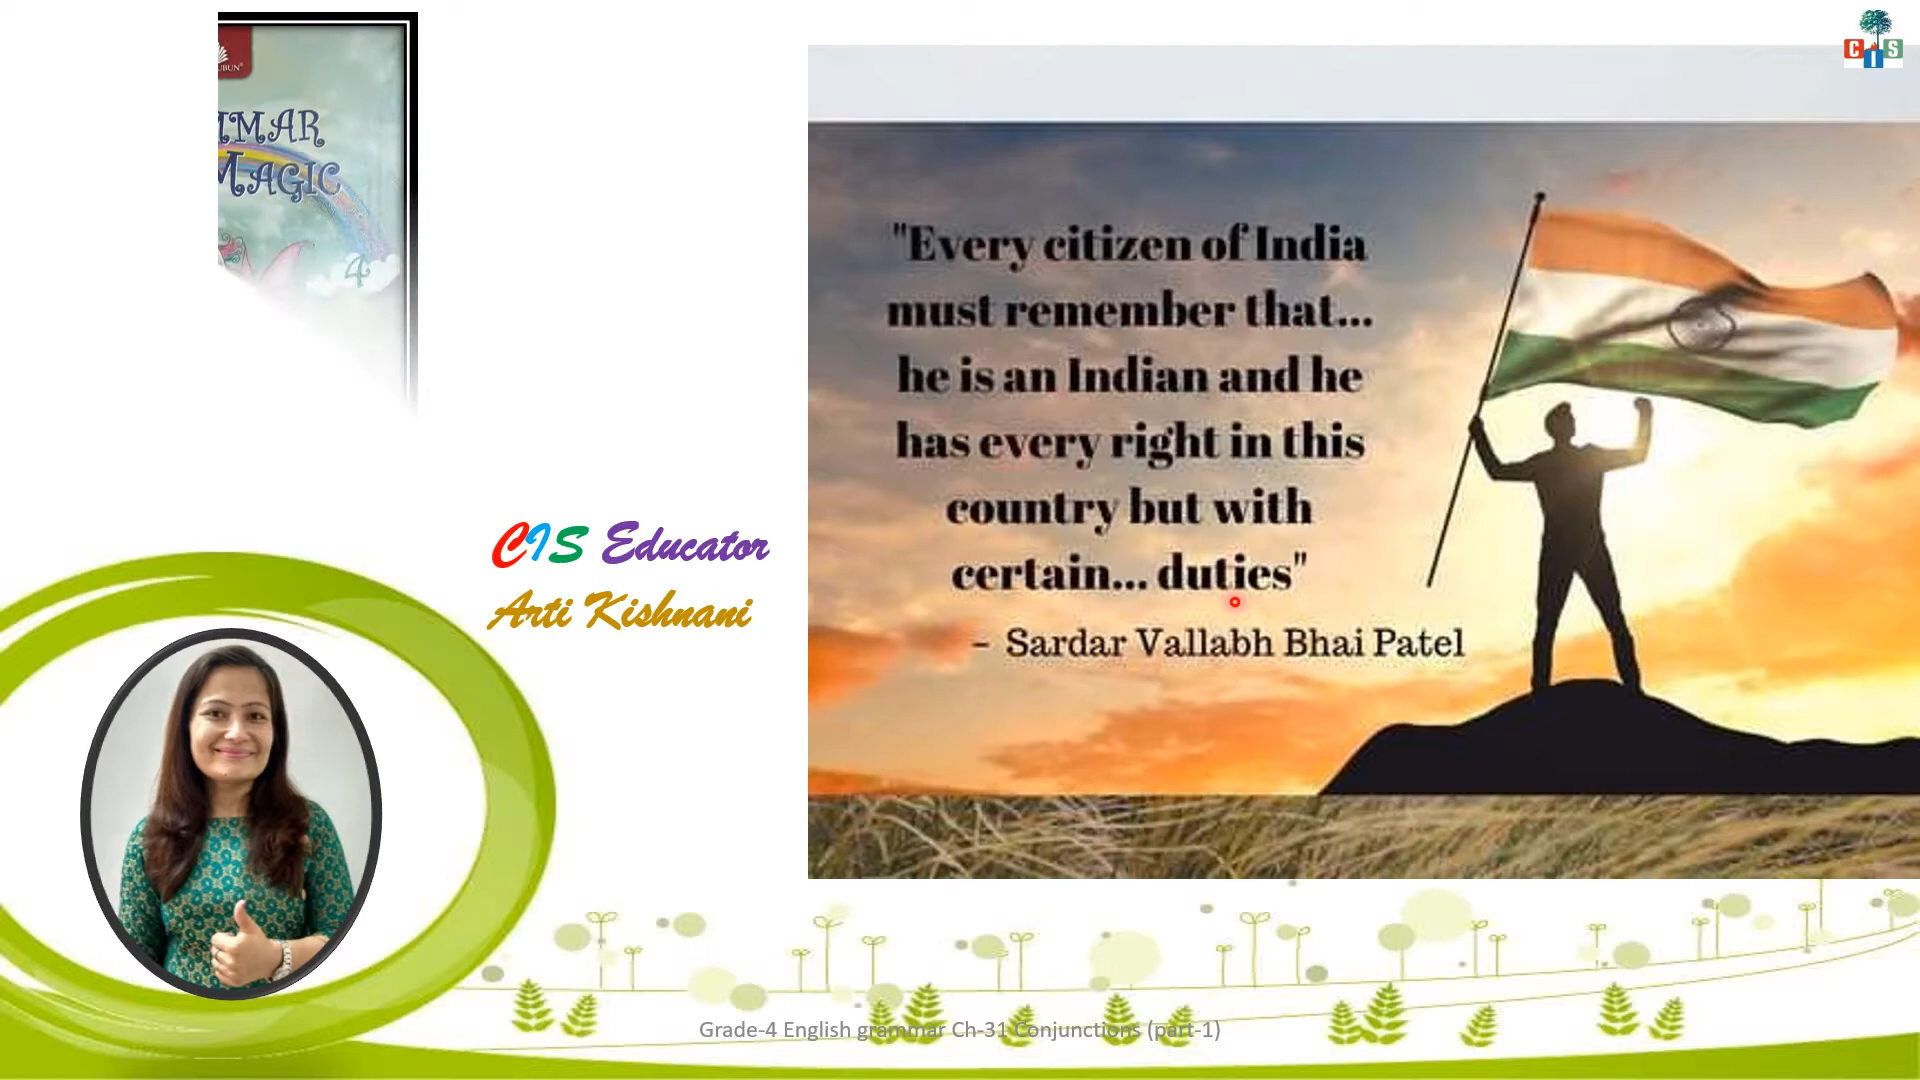 MAGIC
4
CIS
CIS Educator
Arti Kishnani
"Every citizen of India
must remember that...
he is an Indian and he
has every right in this
country but with
certain... duties"
- Sardar Vallabh Bhai Patel
Grade-4 English grammar Ch-31 Conjunctions (part-1)